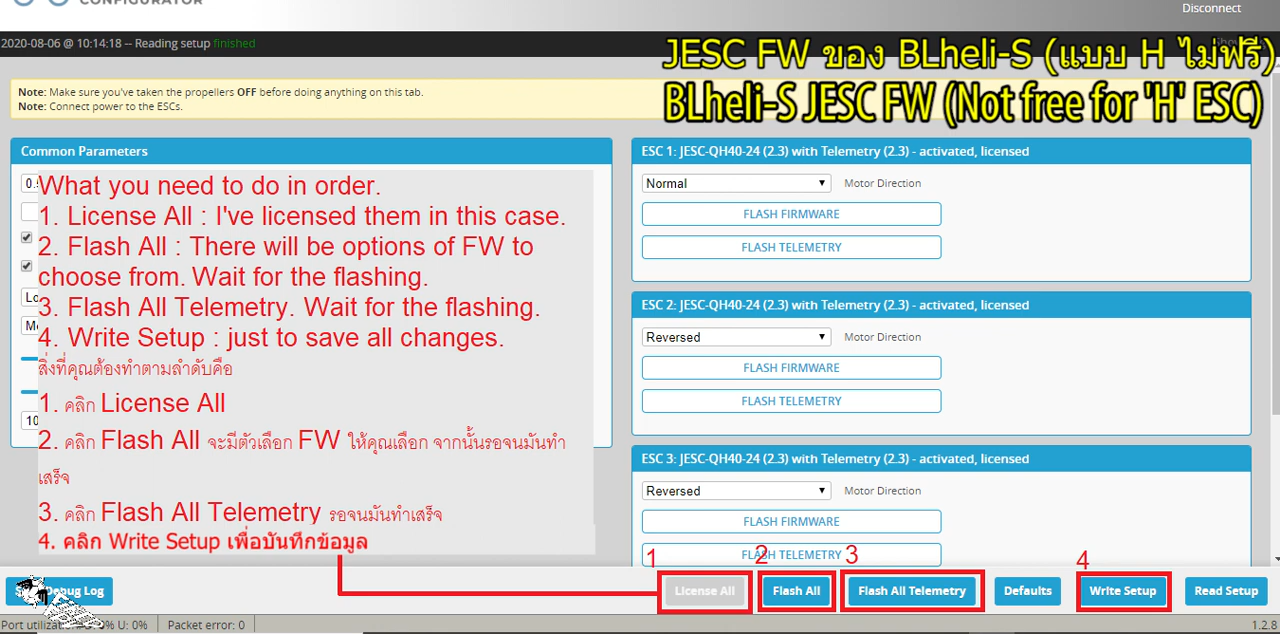 CONFIGURATOR
Disconnect
2020-08-06 @ 10:14:18 -- Reading setup finished
JESC FW ของ BLheli-S (แบบ H ไม่ฟรี)
BLheli-S JESC FW (Not free for 'H' ESC)
Note: Make sure you've taken the propellers OFF before doing anything on this tab.
Note: Connect power to the ESCs.
Common Parameters
What you need to do in order.
1. License All : I've licensed them in this case.
2. Flash All : There will be options of FW to
choose from. Wait for the flashing.
3. Flash All Telemetry. Wait for the flashing.
4. Write Setup : just to save all changes.
สิ่งที่คุณต้องทำตามลำดับคือ
1. คลิก License All
2. คลิก Flash All จะมีตัวเลือก FW ให้คุณเลือก จากนั้นรอจนมันทำ
เสร็จ
3. คลิก Flash All Telemetry รอจนมันทำเสร็จ
4. คลิก Write Setup เพื่อบันทึกข้อมูล
ESC 1: JESC-QH40-24 (2.3) with Telemetry (2.3) - activated, licensed
Normal Motor Direction
FLASH FIRMWARE
FLASH TELEMETRY
ESC 2: JESC-QH40-24 (2.3) with Telemetry (2.3) - activated, licensed
Reversed Motor Direction
FLASH FIRMWARE
FLASH TELEMETRY
ESC 3: JESC-QH40-24 (2.3) with Telemetry (2.3) - activated, licensed
Reversed Motor Direction
FLASH FIRMWARE
FLASH TELEMETRY
1 2 3 4
Debug Log License All Flash All Flash All Telemetry Defaults Write Setup Read Setup
Port U: 0% Packet error: 0 1.2.8